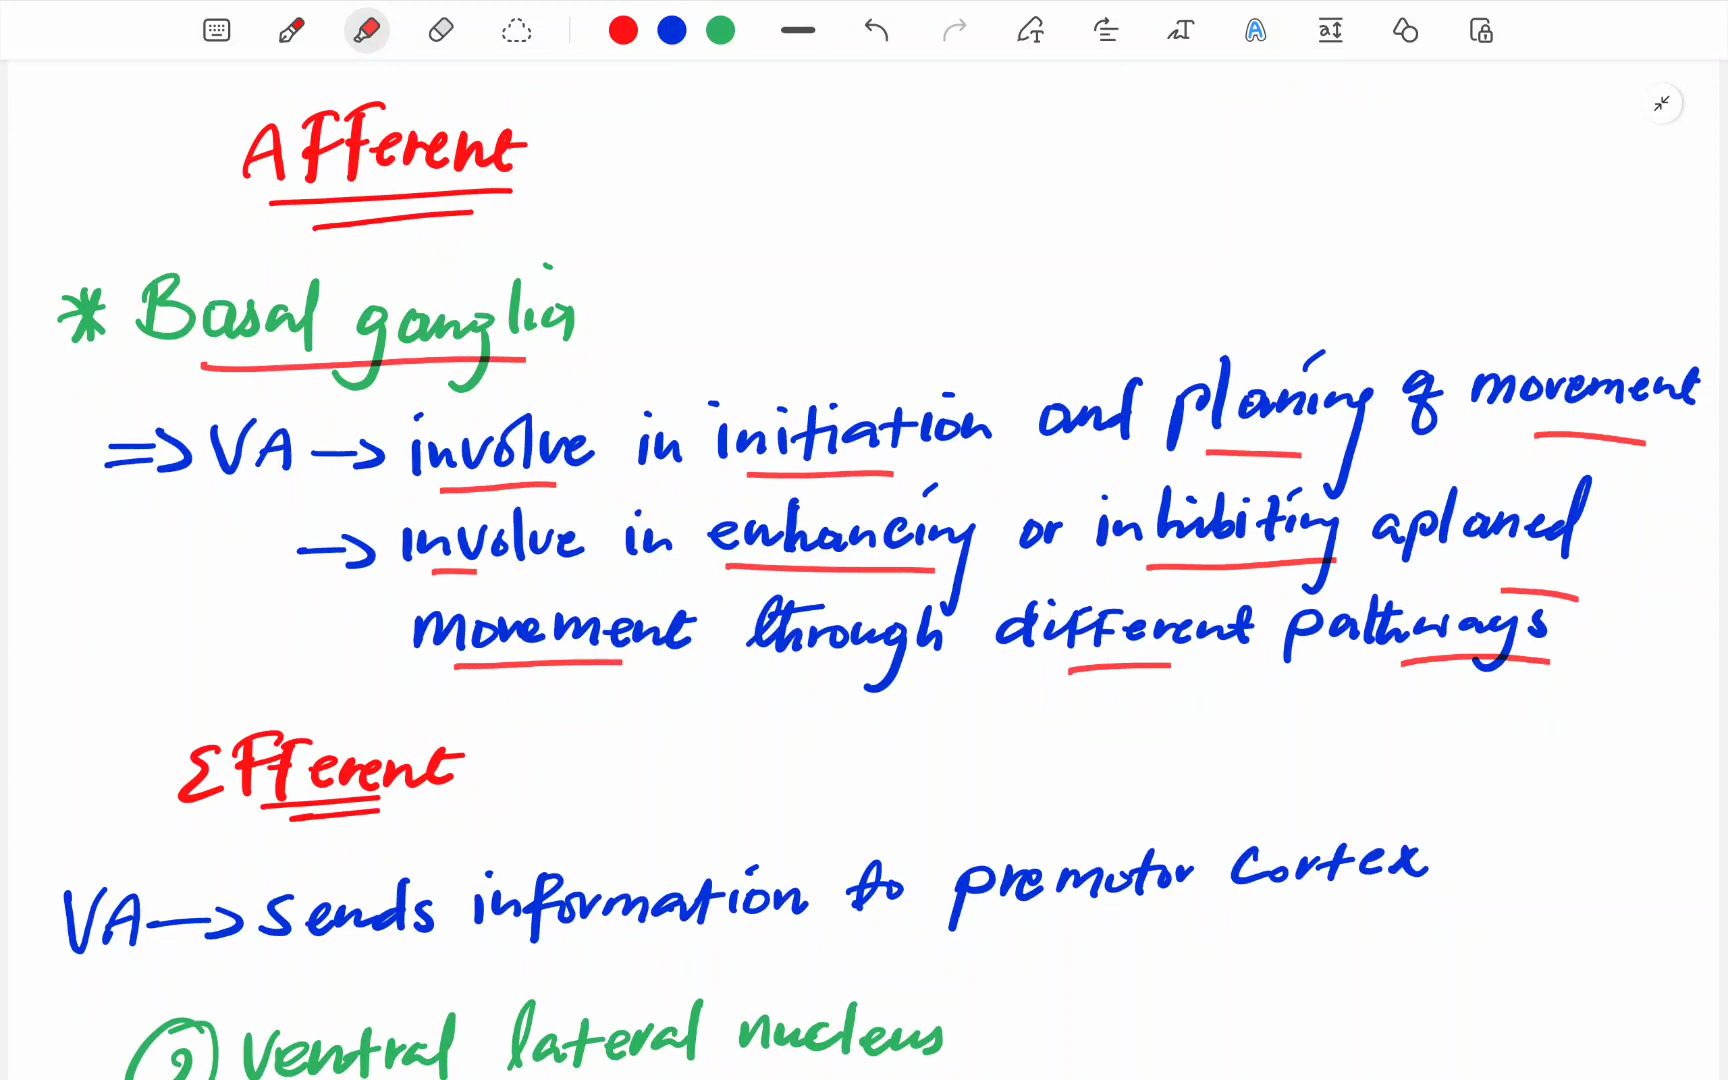 Afferent
* Basal ganglia
=> VA -> involve in initiation and planing of movement
-> involve in enhancing or inhibiting a planed
movement through different pathways
Efferent
VA -> sends information to premotor cortex
2 Ventral lateral nucleus